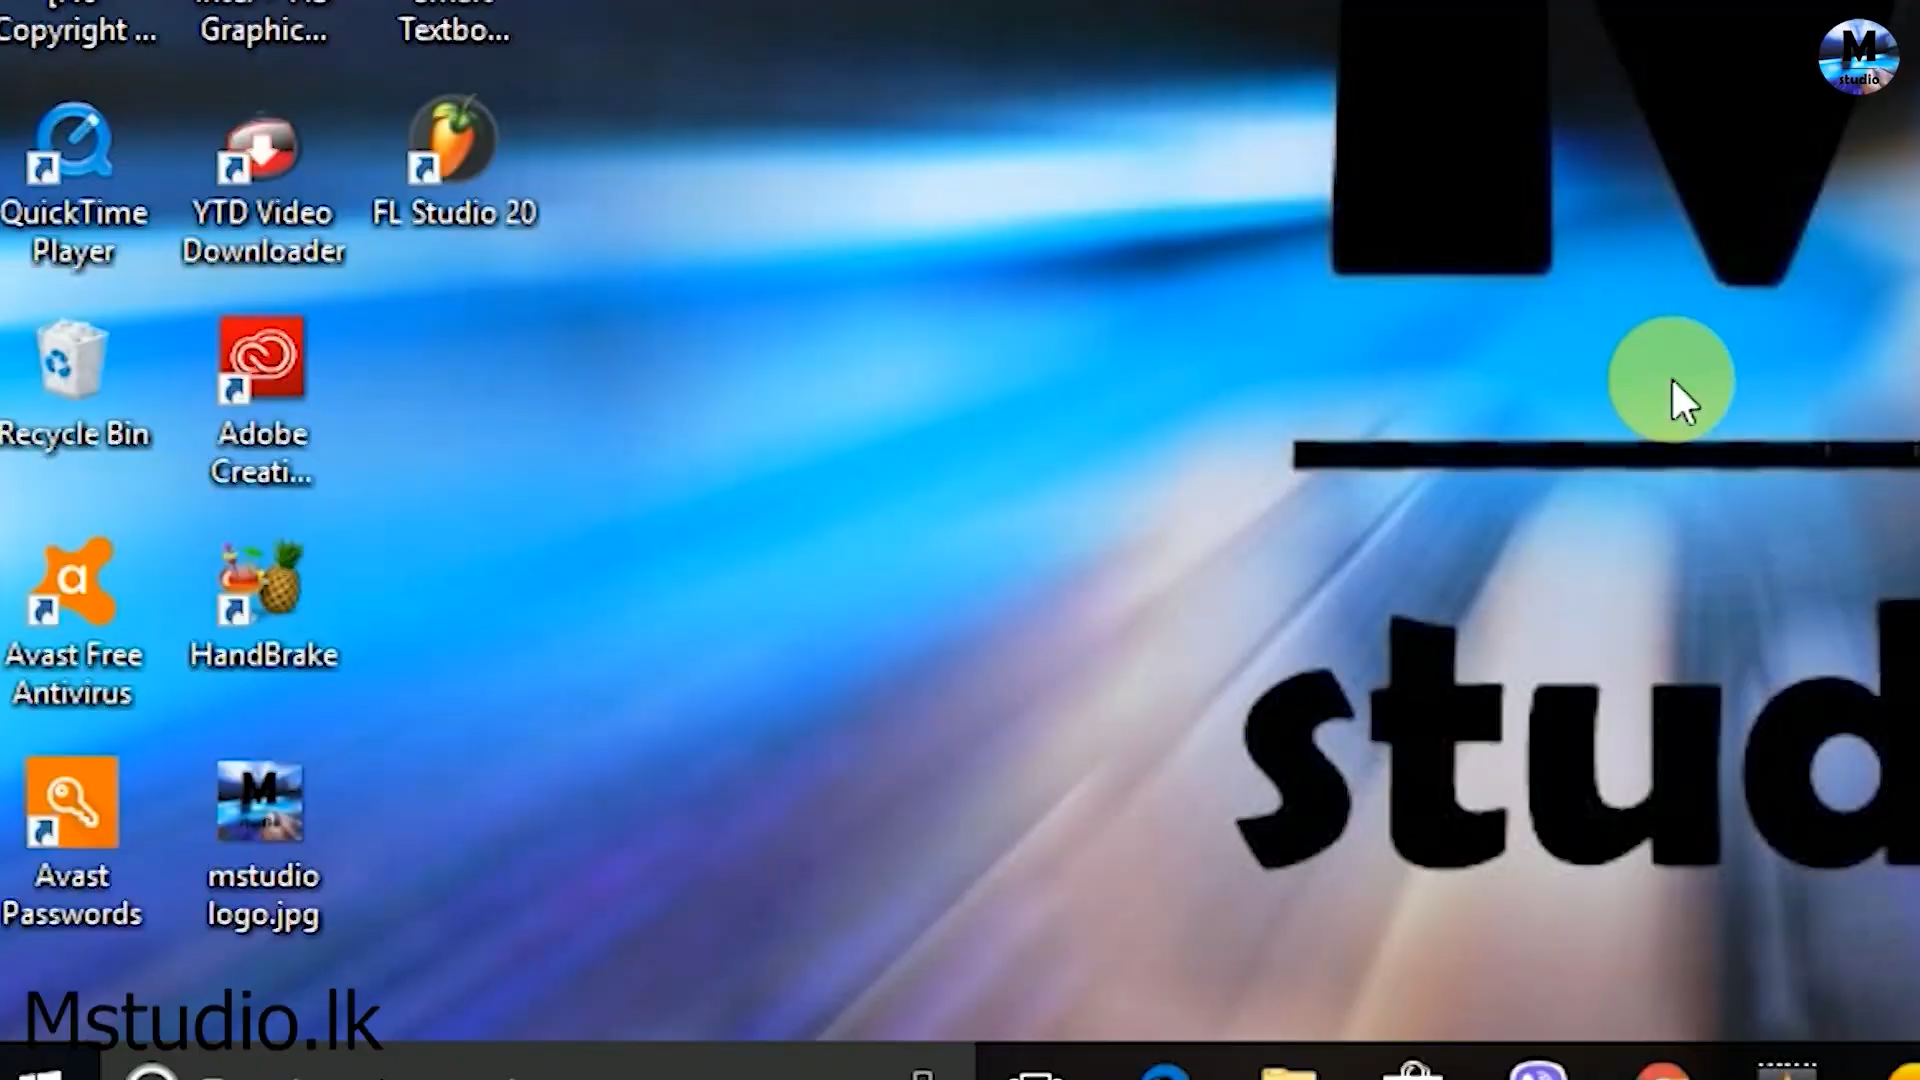 Copyright ...
Graphic...
Textbo...
M
studio
QuickTime
Player
YTD Video
Downloader
FL Studio 20
Recycle Bin
Adobe
Creati...
Avast Free
Antivirus
HandBrake
Avast
Passwords
M
mstudio
logo.jpg
stud
Mstudio.lk